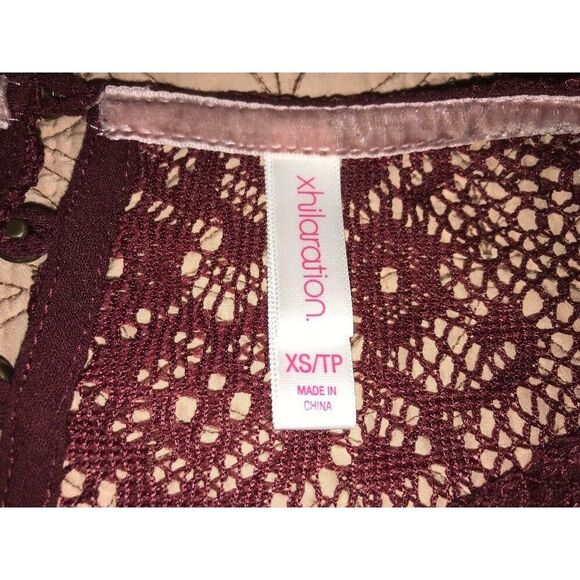 xhilaration.
XS/TP
MADE IN
CHINA